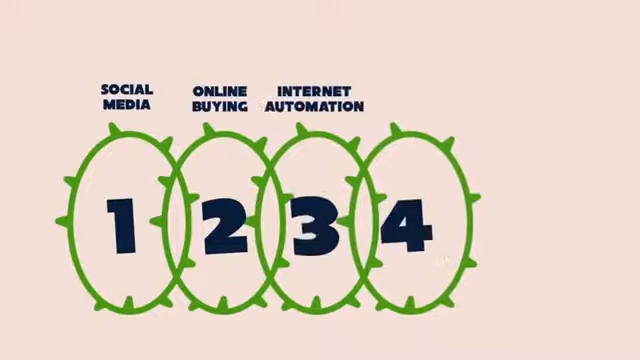 SOCIAL
MEDIA
ONLINE
BUYING
INTERNET
AUTOMATION
1 2 3 4